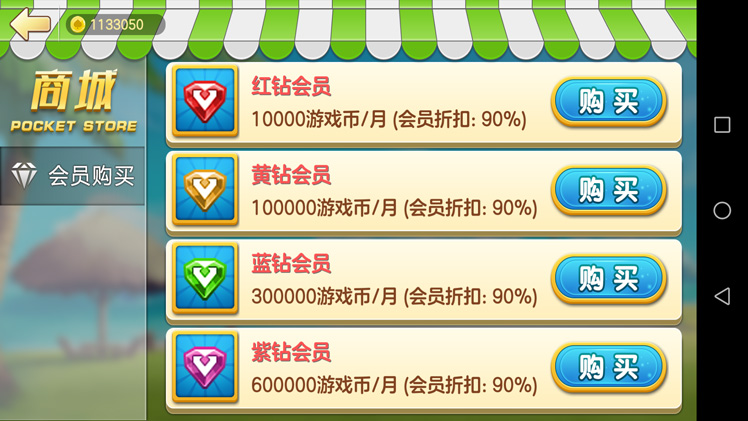 1133050
商城
POCKET STORE
会员购买
红钻会员
10000游戏币/月 (会员折扣: 90%)
购买
黄钻会员
100000游戏币/月 (会员折扣: 90%)
购买
蓝钻会员
300000游戏币/月 (会员折扣: 90%)
购买
紫钻会员
600000游戏币/月 (会员折扣: 90%)
购买